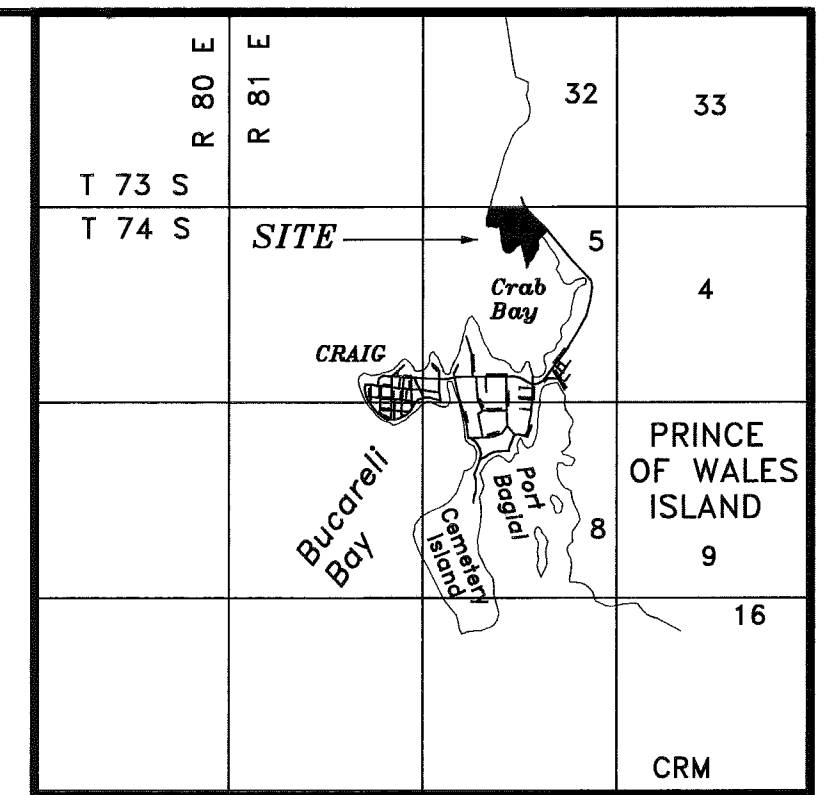 R 80 E
R 81 E
32
33
T 73 S
T 74 S
SITE
5
4
Crab
Bay
CRAIG
PRINCE
OF WALES
ISLAND
Bucareli
Bay
Port
Bagial
Cemetery
Island
8
9
16
CRM